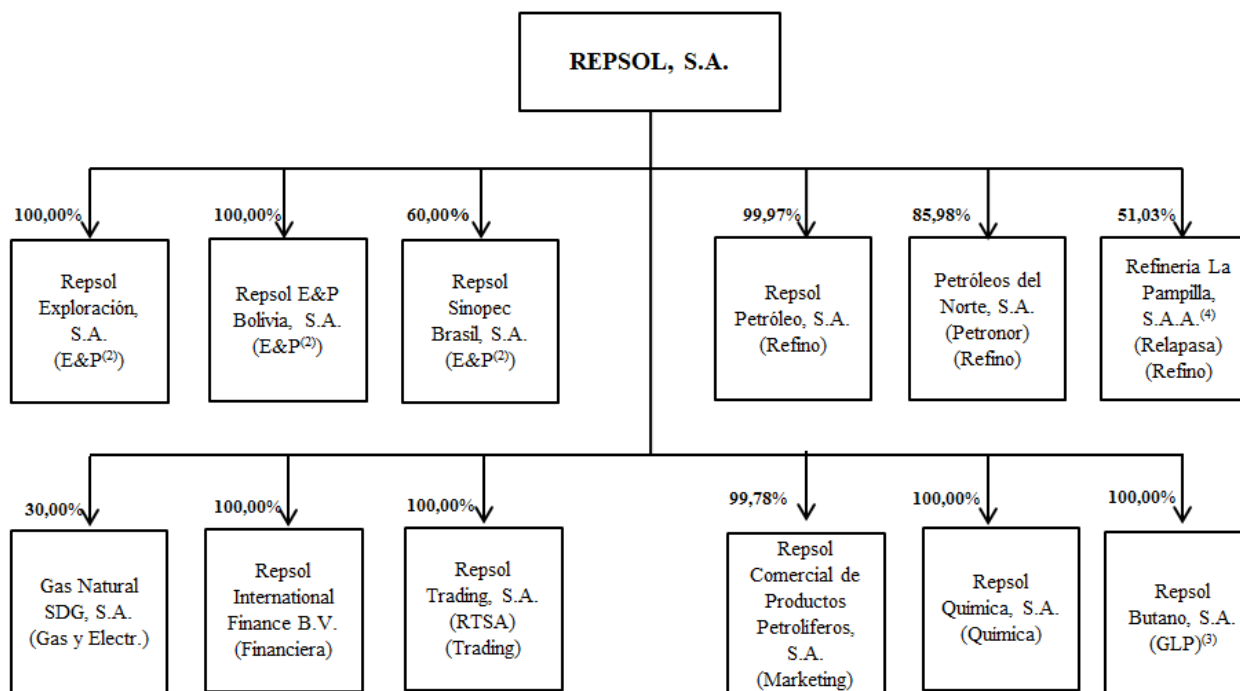 REPSOL, S.A.
100,00%
Repsol
Exploración,
S.A.
(E&P(2))
100,00%
Repsol E&P
Bolivia, S.A.
(E&P(2))
60,00%
Repsol
Sinopec
Brasil, S.A.
(E&P(2))
99,97%
Repsol
Petróleo, S.A.
(Refino)
85,98%
Petróleos del
Norte, S.A.
(Petronor)
(Refino)
51,03%
Refinería La
Pampilla,
S.A.A.(4)
(Relapasa)
(Refino)
30,00%
Gas Natural
SDG, S.A.
(Gas y Electr.)
100,00%
Repsol
International
Finance B.V.
(Financiera)
100,00%
Repsol
Trading, S.A.
(RTSA)
(Trading)
99,78%
Repsol
Comercial de
Productos
Petrolíferos,
S.A.
(Marketing)
100,00%
Repsol
Química, S.A.
(Química)
100,00%
Repsol
Butano, S.A.
(GLP)(3)